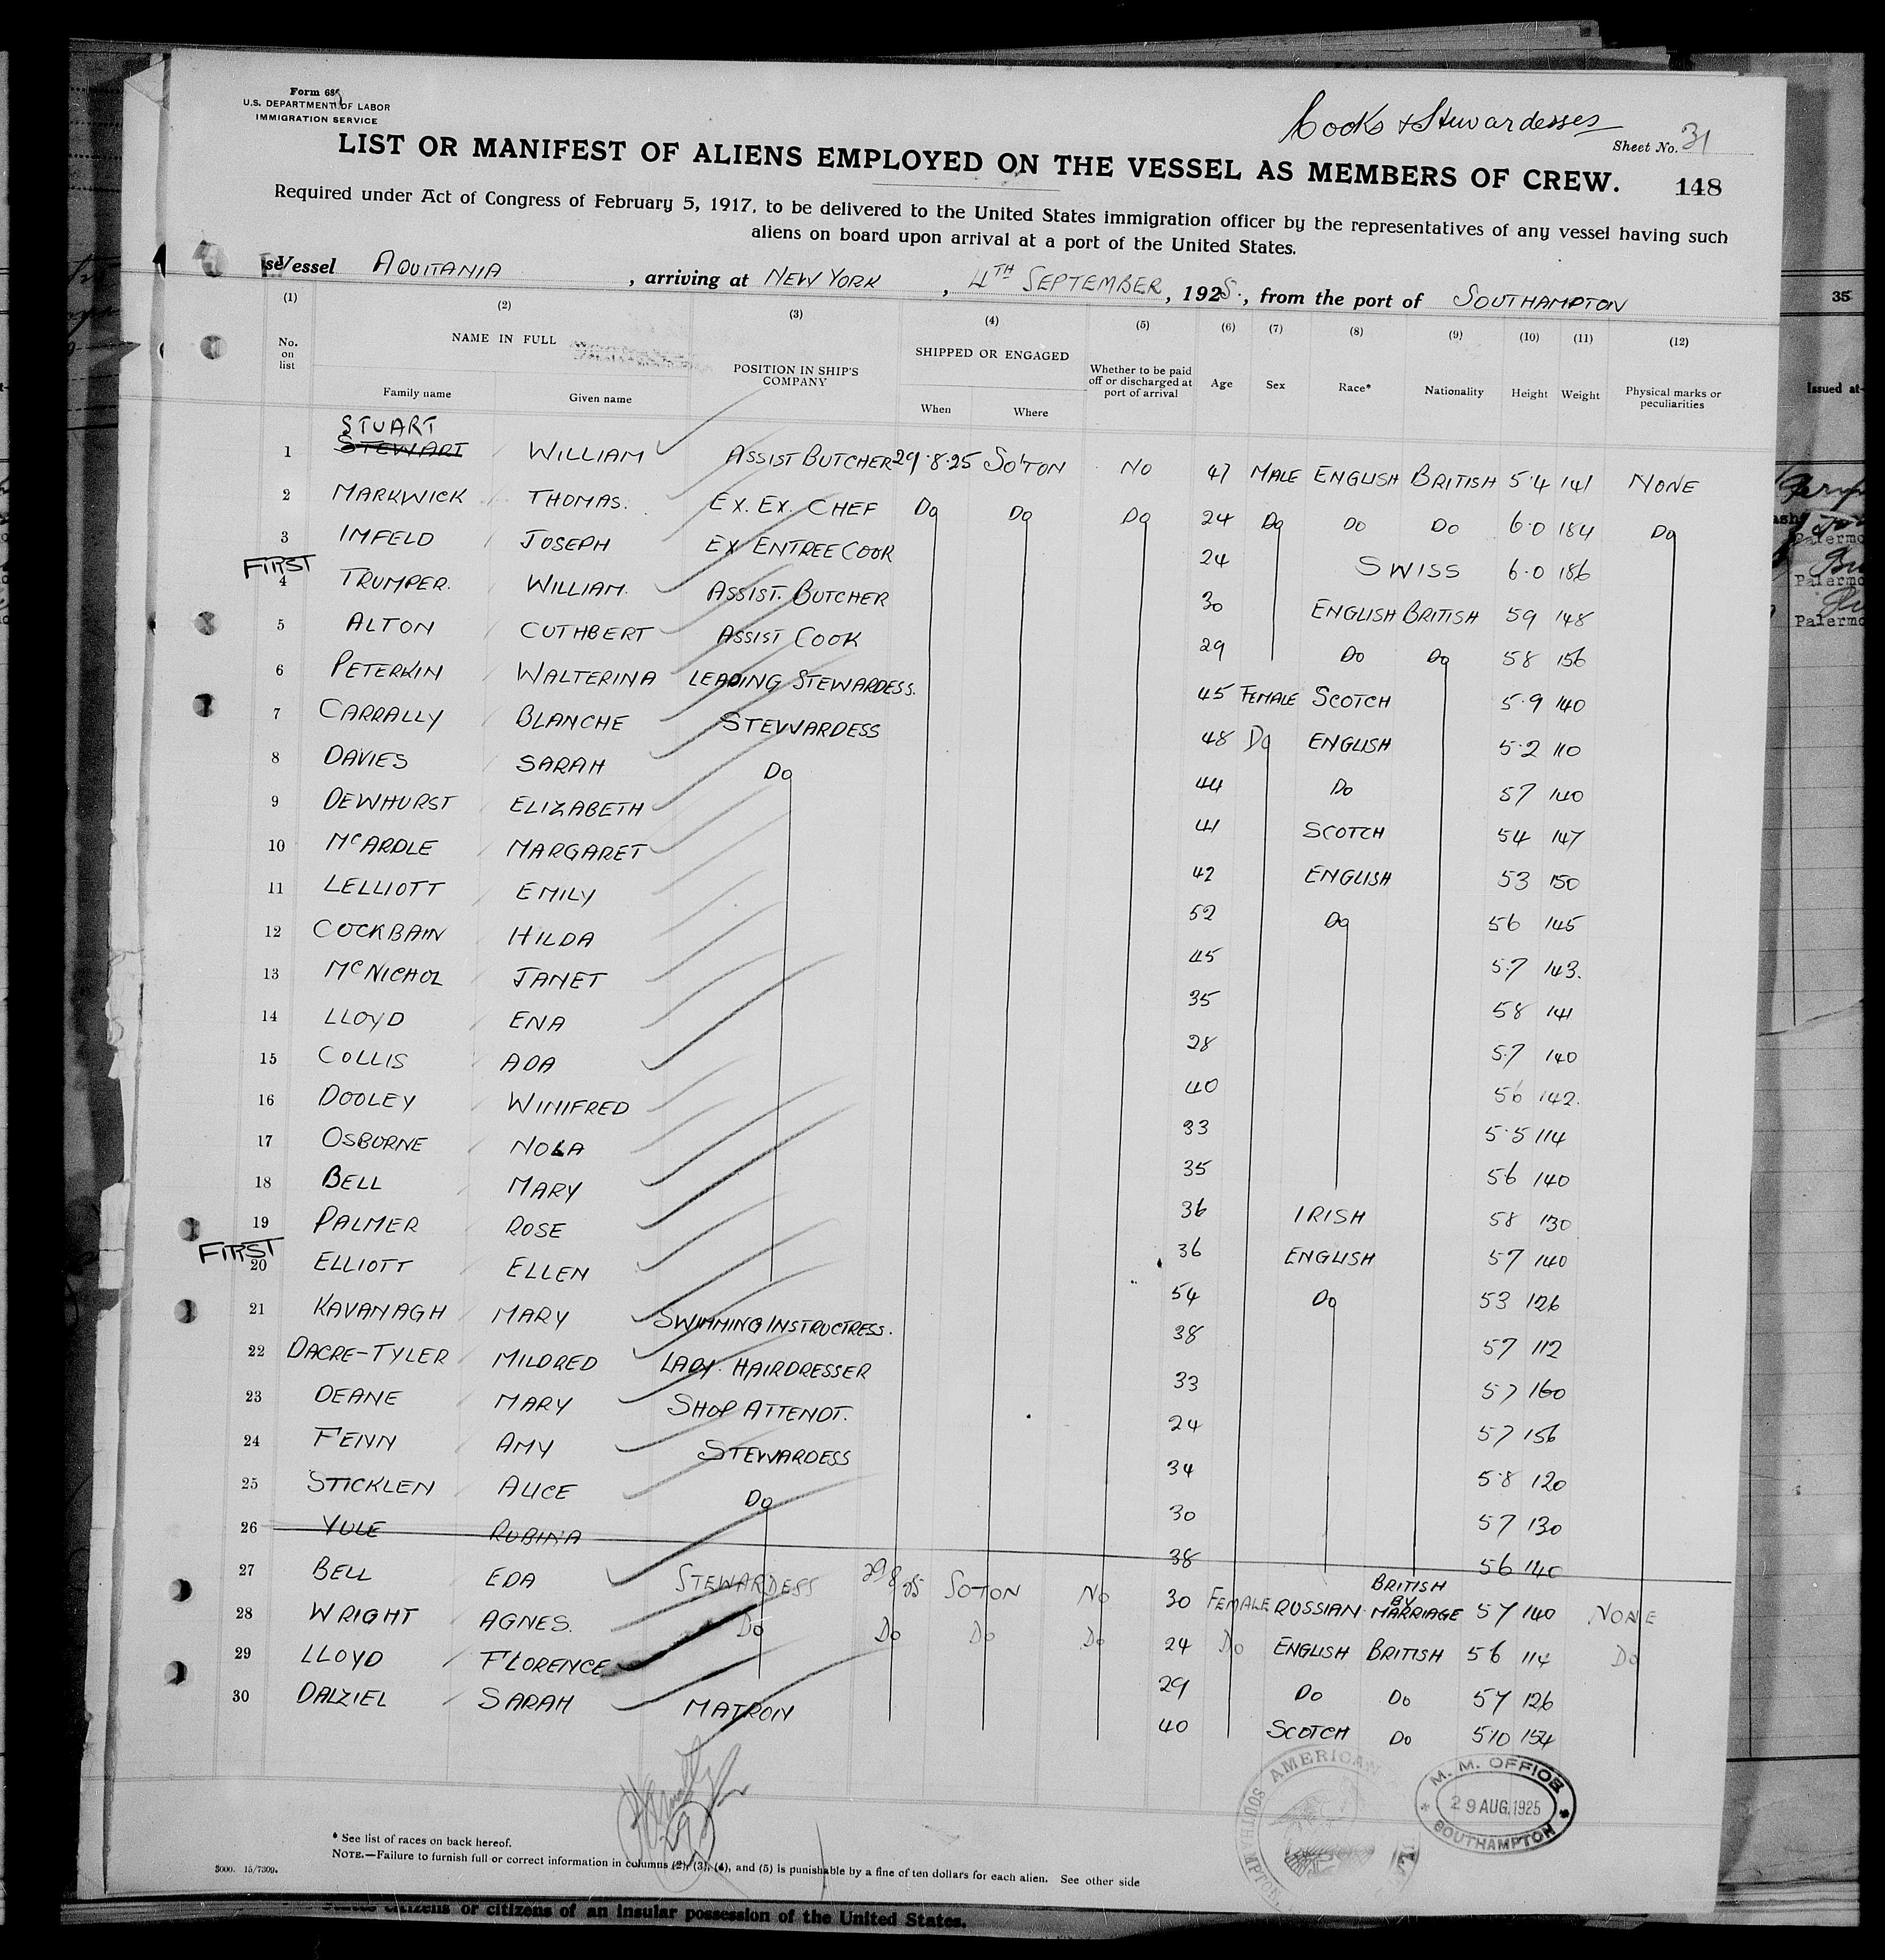 Form 689
U.S. DEPARTMENT OF LABOR
IMMIGRATION SERVICE
Cooks & Stewardesses
Sheet No. 31
LIST OR MANIFEST OF ALIENS EMPLOYED ON THE VESSEL AS MEMBERS OF CREW. 148
Required under Act of Congress of February 5, 1917, to be delivered to the United States immigration officer by the representatives of any vessel having such
aliens on board upon arrival at a port of the United States.
Vessel AQUITANIA, arriving at NEW YORK, 4TH SEPTEMBER, 1925., from the port of SOUTHAMPTON
(1) (2) (3) (4) (5) (6) (7) (8) (9) (10) (11) (12)
No. on list NAME IN FULL Family name Given name POSITION IN SHIP'S COMPANY SHIPPED OR ENGAGED When Where Whether to be paid off or discharged at port of arrival Age Sex Race* Nationality Height Weight Physical marks or peculiarities
STUART
1 STEWART WILLIAM ASSIST BUTCHER 29·8·25 SO'TON NO 47 MALE ENGLISH BRITISH 5·4 141 NONE
2 MARKWICK THOMAS. EX. EX. CHEF Do Do Do 24 Do Do Do 6·0 184 Do
3 IMFELD JOSEPH EX ENTREE COOK 24 SWISS 6·0 186
FIRST
4 TRUMPER. WILLIAM. ASSIST. BUTCHER 30 ENGLISH BRITISH 59 148
5 ALTON CUTHBERT ASSIST COOK 29 Do Do 58 156
6 PETERKIN WALTERINA LEADING STEWARDESS. 45 FEMALE SCOTCH 5·9 140
7 CARRALLY BLANCHE STEWARDESS 48 Do ENGLISH 5·2 110
8 DAVIES SARAH Do 44 Do 57 140
9 DEWHURST ELIZABETH 41 SCOTCH 54 147
10 McARDLE MARGARET 42 ENGLISH 53 150
11 LELLIOTT EMILY 52 Do 56 145
12 COCKBAIN HILDA 45 5·7 143.
13 McNICHOL JANET 35 58 141
14 LLOYD ENA 28 5·7 140
15 COLLIS ADA 40 56 142.
16 DOOLEY WINIFRED 33 5·5 114
17 OSBORNE NOLA 35 56 140
18 BELL MARY 36 IRISH 58 130
19 PALMER ROSE 36 ENGLISH 57 140
FIRST
20 ELLIOTT ELLEN 54 Do 53 126
21 KAVANAGH MARY SWIMMING INSTRUCTRESS. 38 57 112
22 DACRE-TYLER MILDRED LADY. HAIRDRESSER 33 57 160
23 DEANE MARY SHOP ATTENDT. 24 57 156
24 FENN AMY STEWARDESS 34 5·8 120
25 STICKLEN ALICE Do 30 57 130
26 YULE RUBINA 38 56 140
27 BELL EDA STEWARDESS 29 8 25 SOTON No 30 FEMALE RUSSIAN BRITISH BY MARRIAGE 57 140 NONE
28 WRIGHT AGNES. Do Do Do Do 24 Do ENGLISH BRITISH 56 114 Do
29 LLOYD FLORENCE 29 Do Do 57 126
30 DALZIEL SARAH MATRON 40 SCOTCH Do 510 154
SOUTHAMPTON AMERICAN
M. M. OFFICE
29 AUG. 1925
SOUTHAMPTON
* See list of races on back hereof.
NOTE.—Failure to furnish full or correct information in columns (2), (3), (4), and (5) is punishable by a fine of ten dollars for each alien. See other side
3000. 15/7309.
States citizens or citizens of an insular possession of the United States.
35
Issued at
Palermo
Palermo
Palermo